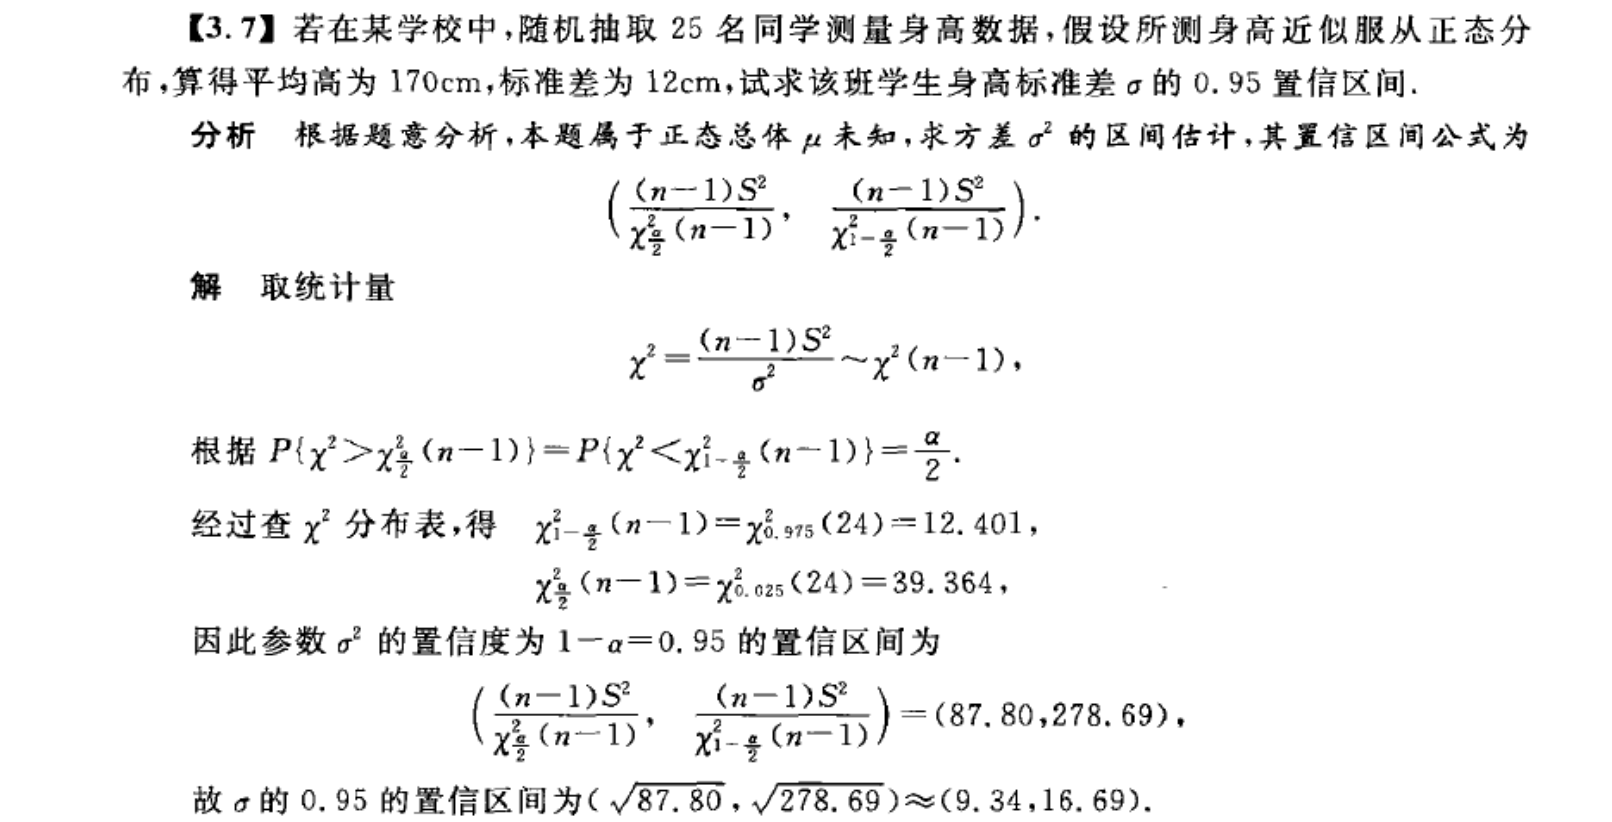 【3.7】若在某学校中,随机抽取 25 名同学测量身高数据,假设所测身高近似服从正态分
布,算得平均高为 170cm,标准差为 12cm,试求该班学生身高标准差 σ 的 0.95 置信区间.
分析 根据题意分析,本题属于正态总体 μ 未知,求方差 σ² 的区间估计,其置信区间公式为
$\left(\frac{(n-1)S^2}{\chi^2_{\frac{\alpha}{2}}(n-1)}, \frac{(n-1)S^2}{\chi^2_{1-\frac{\alpha}{2}}(n-1)}\right).$
解 取统计量
$\chi^2=\frac{(n-1)S^2}{\sigma^2}\sim\chi^2(n-1),$
根据 $P\{\chi^2>\chi^2_{\frac{\alpha}{2}}(n-1)\}=P\{\chi^2<\chi^2_{1-\frac{\alpha}{2}}(n-1)\}=\frac{\alpha}{2}.$
经过查 χ² 分布表,得 $\chi^2_{1-\frac{\alpha}{2}}(n-1)=\chi^2_{0.975}(24)=12.401,$
$\chi^2_{\frac{\alpha}{2}}(n-1)=\chi^2_{0.025}(24)=39.364,$
因此参数 σ² 的置信度为 1-α=0.95 的置信区间为
$\left(\frac{(n-1)S^2}{\chi^2_{\frac{\alpha}{2}}(n-1)}, \frac{(n-1)S^2}{\chi^2_{1-\frac{\alpha}{2}}(n-1)}\right)=(87.80,278.69),$
故 σ 的 0.95 的置信区间为$(\sqrt{87.80},\sqrt{278.69})\approx(9.34,16.69).$